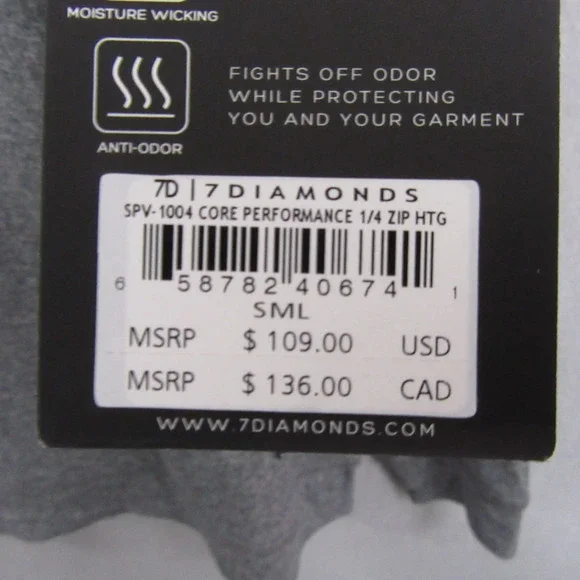 MOISTURE WICKING
FIGHTS OFF ODOR
WHILE PROTECTING
YOU AND YOUR GARMENT
ANTI-ODOR
7D | 7DIAMONDS
SPV-1004 CORE PERFORMANCE 1/4 ZIP HTG
6 58782 40674 1
SML
MSRP $ 109.00 USD
MSRP $ 136.00 CAD
WWW.7DIAMONDS.COM